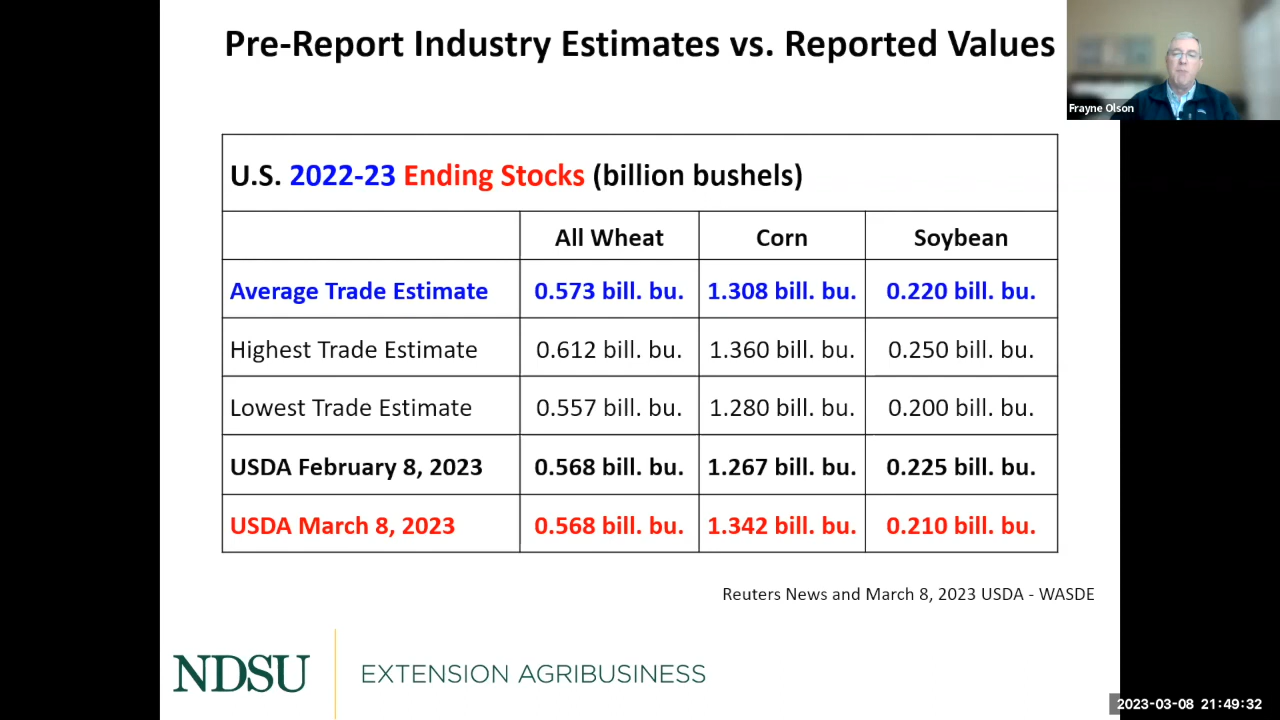 Pre-Report Industry Estimates vs. Reported Values
Frayne Olson
U.S. 2022-23 Ending Stocks (billion bushels)
All Wheat Corn Soybean
Average Trade Estimate 0.573 bill. bu. 1.308 bill. bu. 0.220 bill. bu.
Highest Trade Estimate 0.612 bill. bu. 1.360 bill. bu. 0.250 bill. bu.
Lowest Trade Estimate 0.557 bill. bu. 1.280 bill. bu. 0.200 bill. bu.
USDA February 8, 2023 0.568 bill. bu. 1.267 bill. bu. 0.225 bill. bu.
USDA March 8, 2023 0.568 bill. bu. 1.342 bill. bu. 0.210 bill. bu.
Reuters News and March 8, 2023 USDA - WASDE
NDSU EXTENSION AGRIBUSINESS
2023-03-08 21:49:32